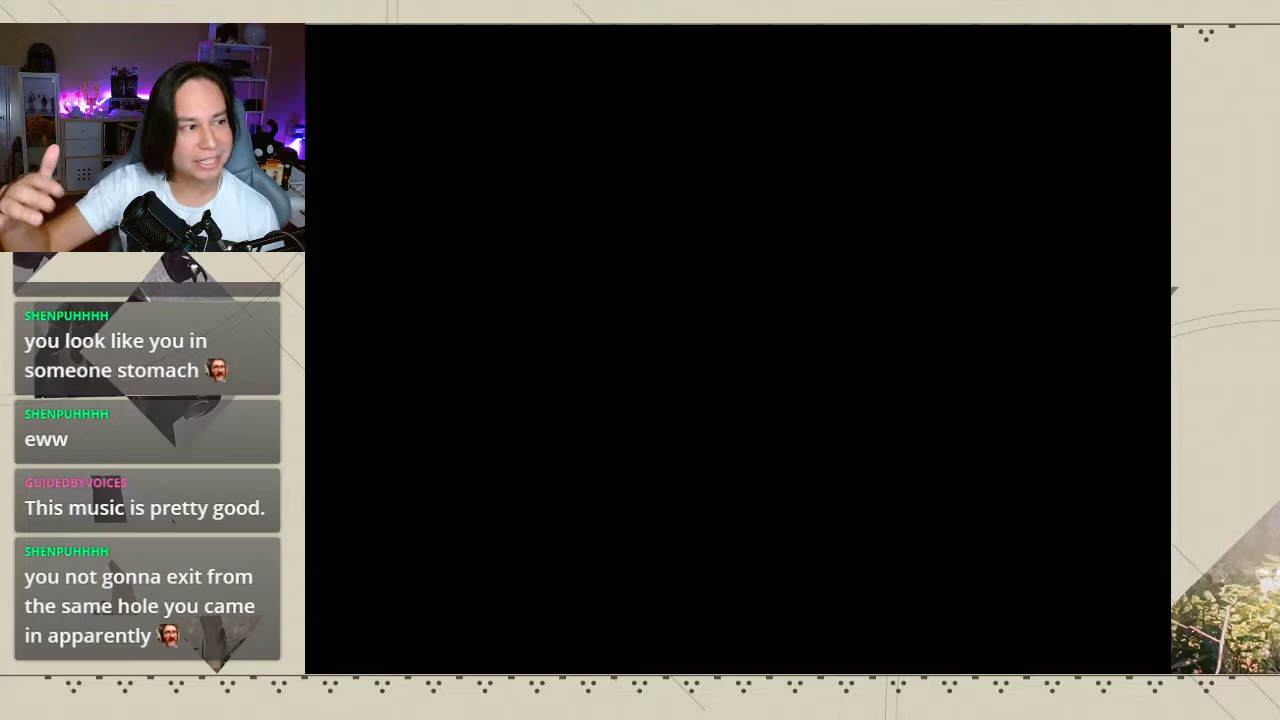 SHENPUHHHH
you look like you in
someone stomach
SHENPUHHHH
eww
GUIDEDBYVOICES
This music is pretty good.
SHENPUHHHH
you not gonna exit from
the same hole you came
in apparently